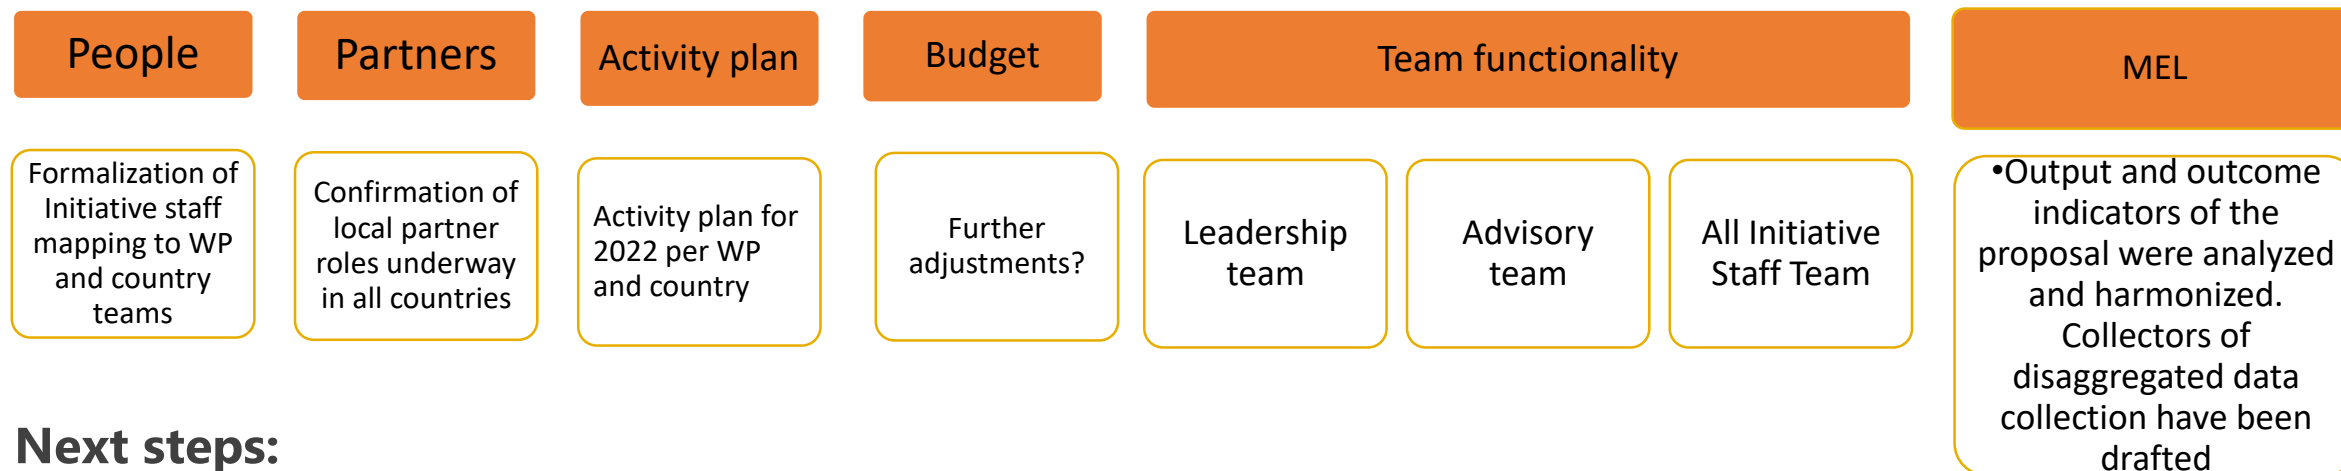 People
Partners
Activity plan
Budget
Team functionality
MEL
Formalization of
Initiative staff
mapping to WP
and country
teams
Confirmation of
local partner
roles underway
in all countries
Activity plan for
2022 per WP
and country
Further
adjustments?
Leadership
team
Advisory
team
All Initiative
Staff Team
•Output and outcome
indicators of the
proposal were analyzed
and harmonized.
Collectors of
disaggregated data
collection have been
drafted
Next steps: